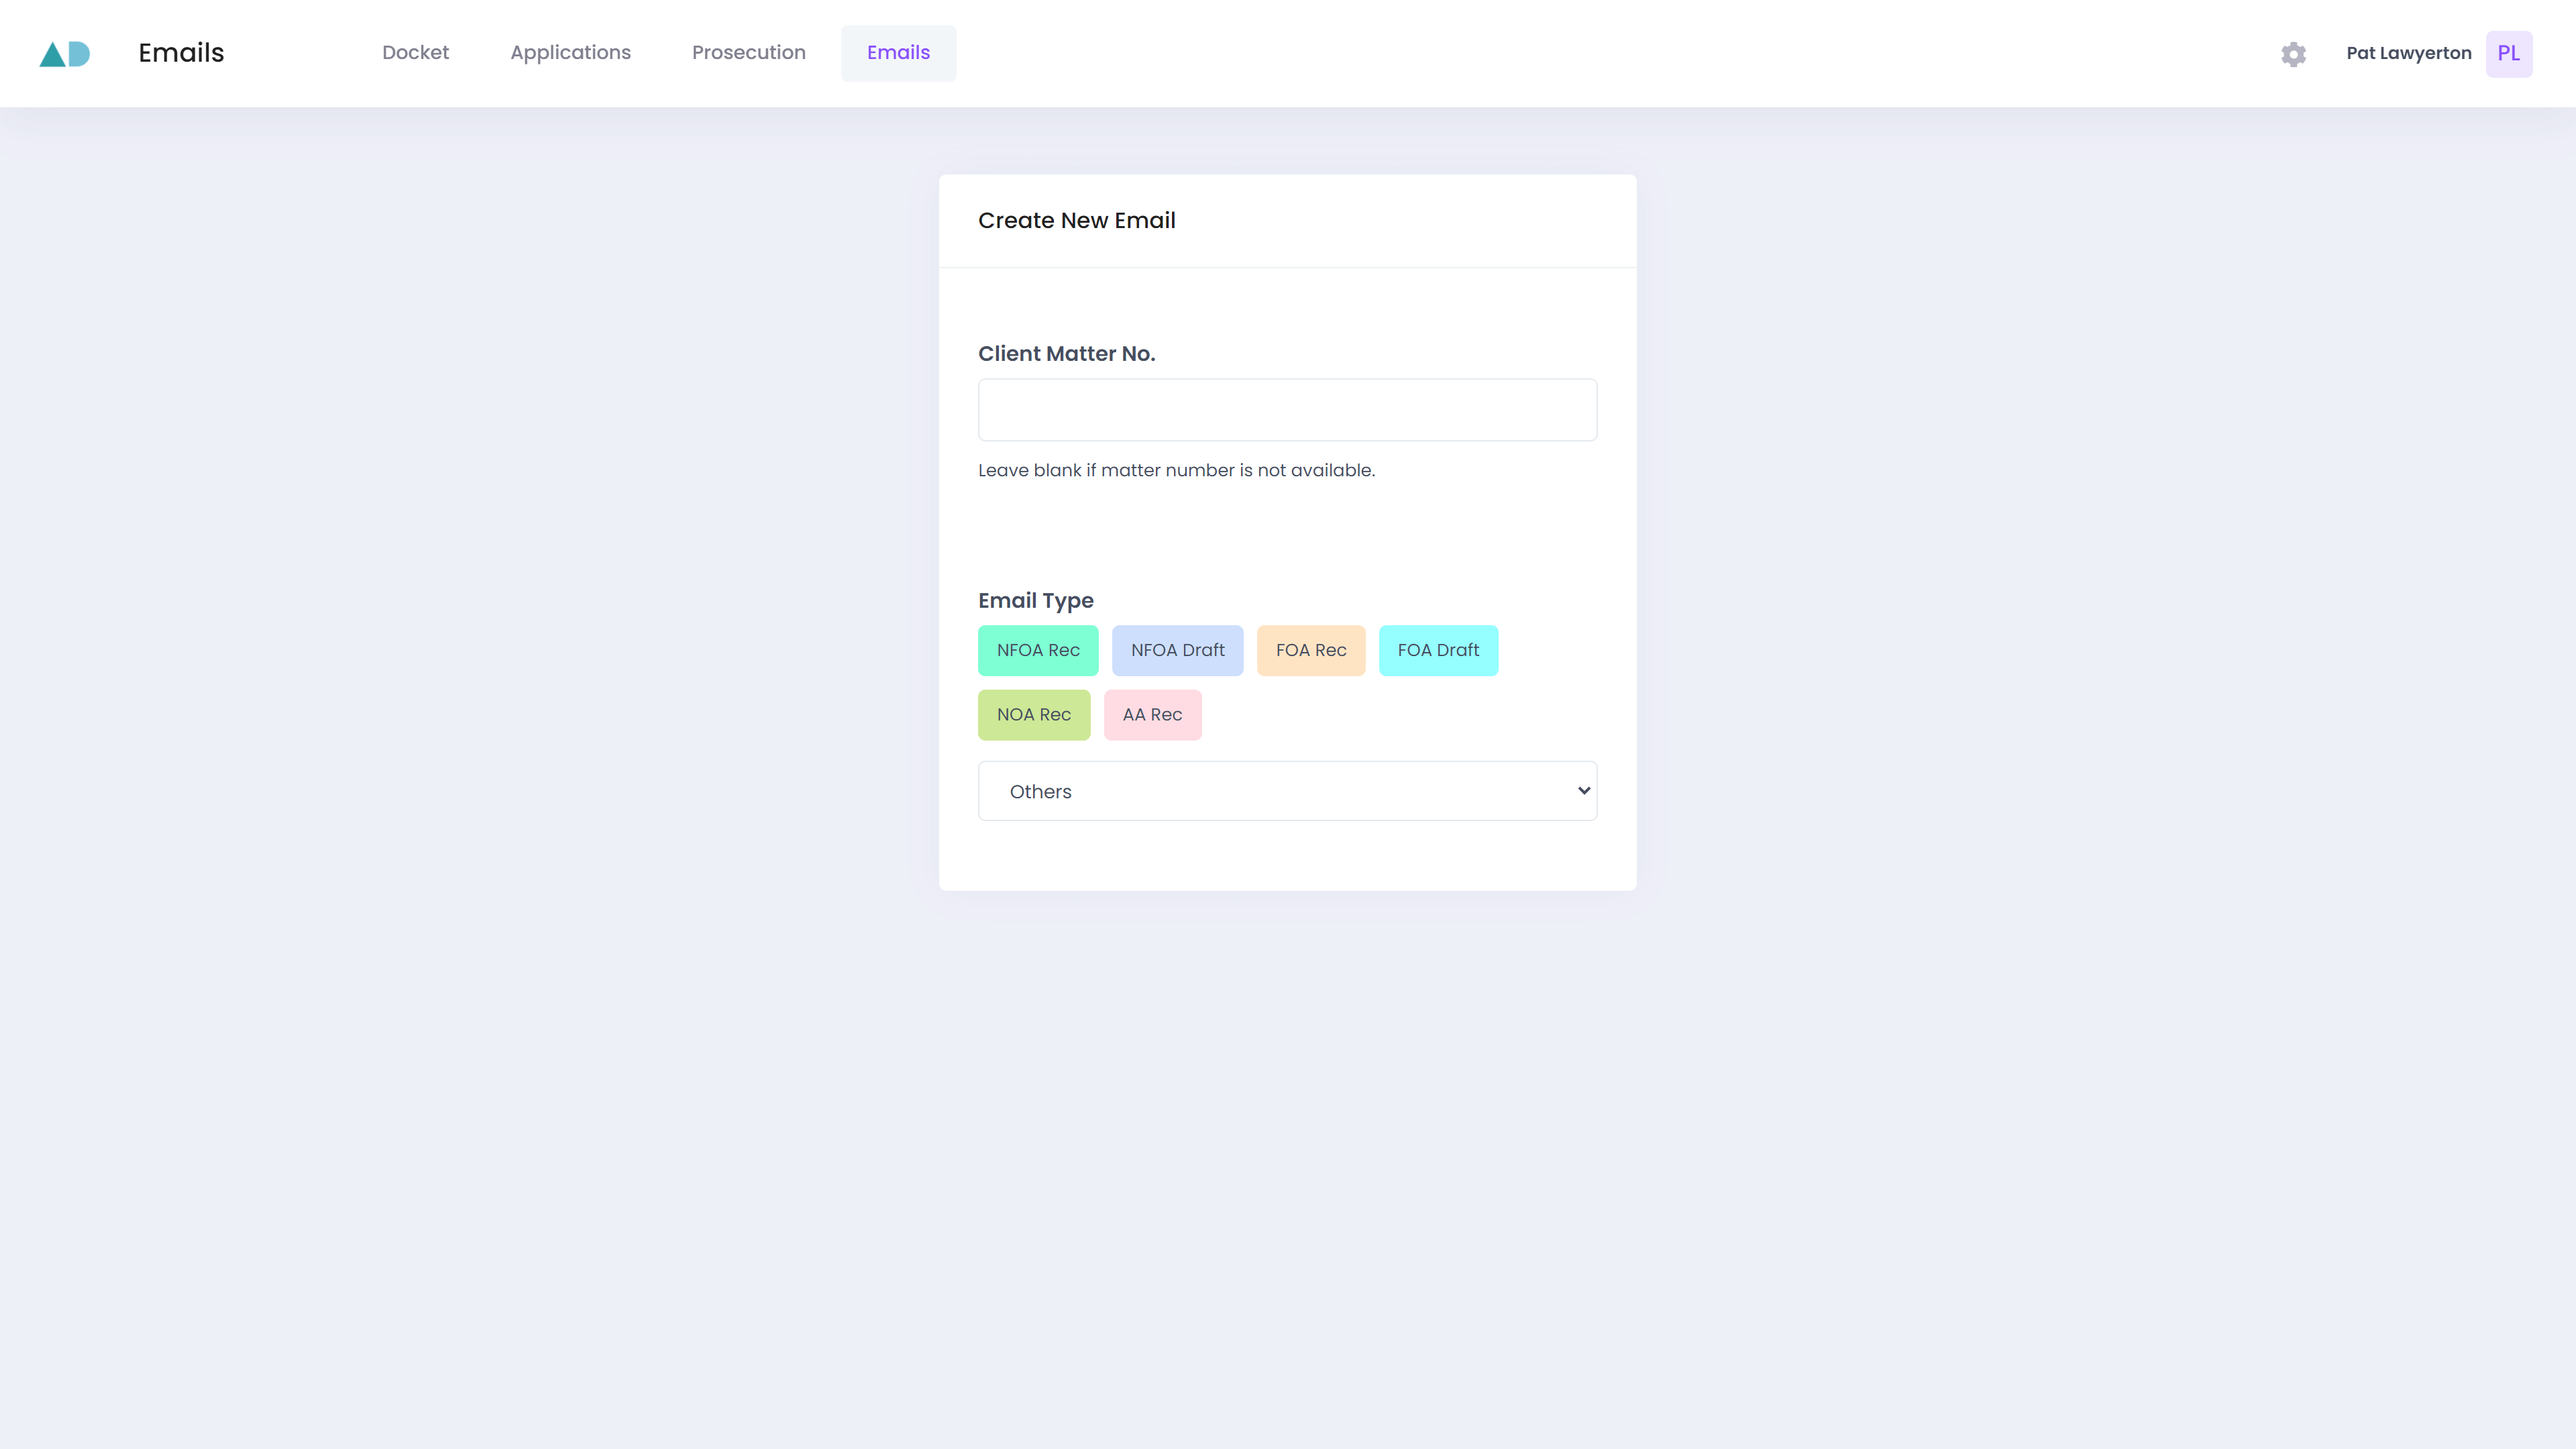 Emails Docket Applications Prosecution Emails Pat Lawyerton PL
Create New Email
Client Matter No.
Leave blank if matter number is not available.
Email Type
NFOA Rec NFOA Draft FOA Rec FOA Draft
NOA Rec AA Rec
Others